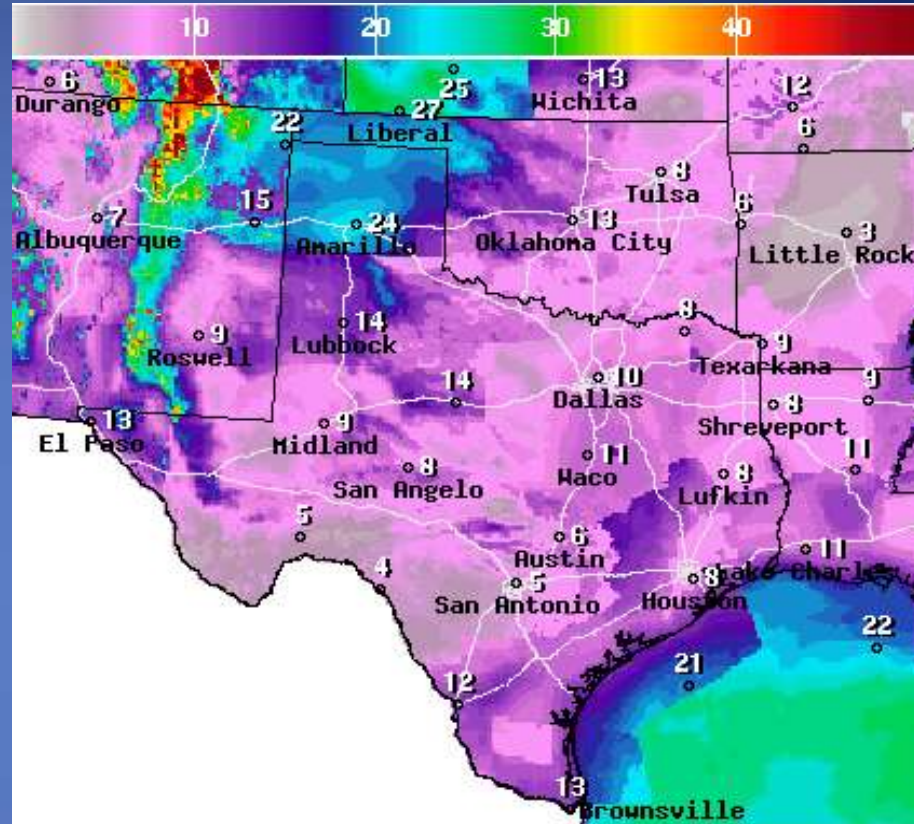 10 20 30 40
6
Durango
25
13
Wichita
12
27
Liberal
22
6
8
Tulsa
7
Albuquerque
15
24
Amarillo
13
Oklahoma City
6
3
Little Rock
9
Roswell
14
Lubbock
8
9
Texarkana
14
10
Dallas
9
8
Shreveport
13
El Paso
9
Midland
8
San Angelo
11
Waco
8
Lufkin
11
5
6
Austin
11
Lake Charles
4
5
San Antonio
8
Houston
22
21
12
13
Brownsville